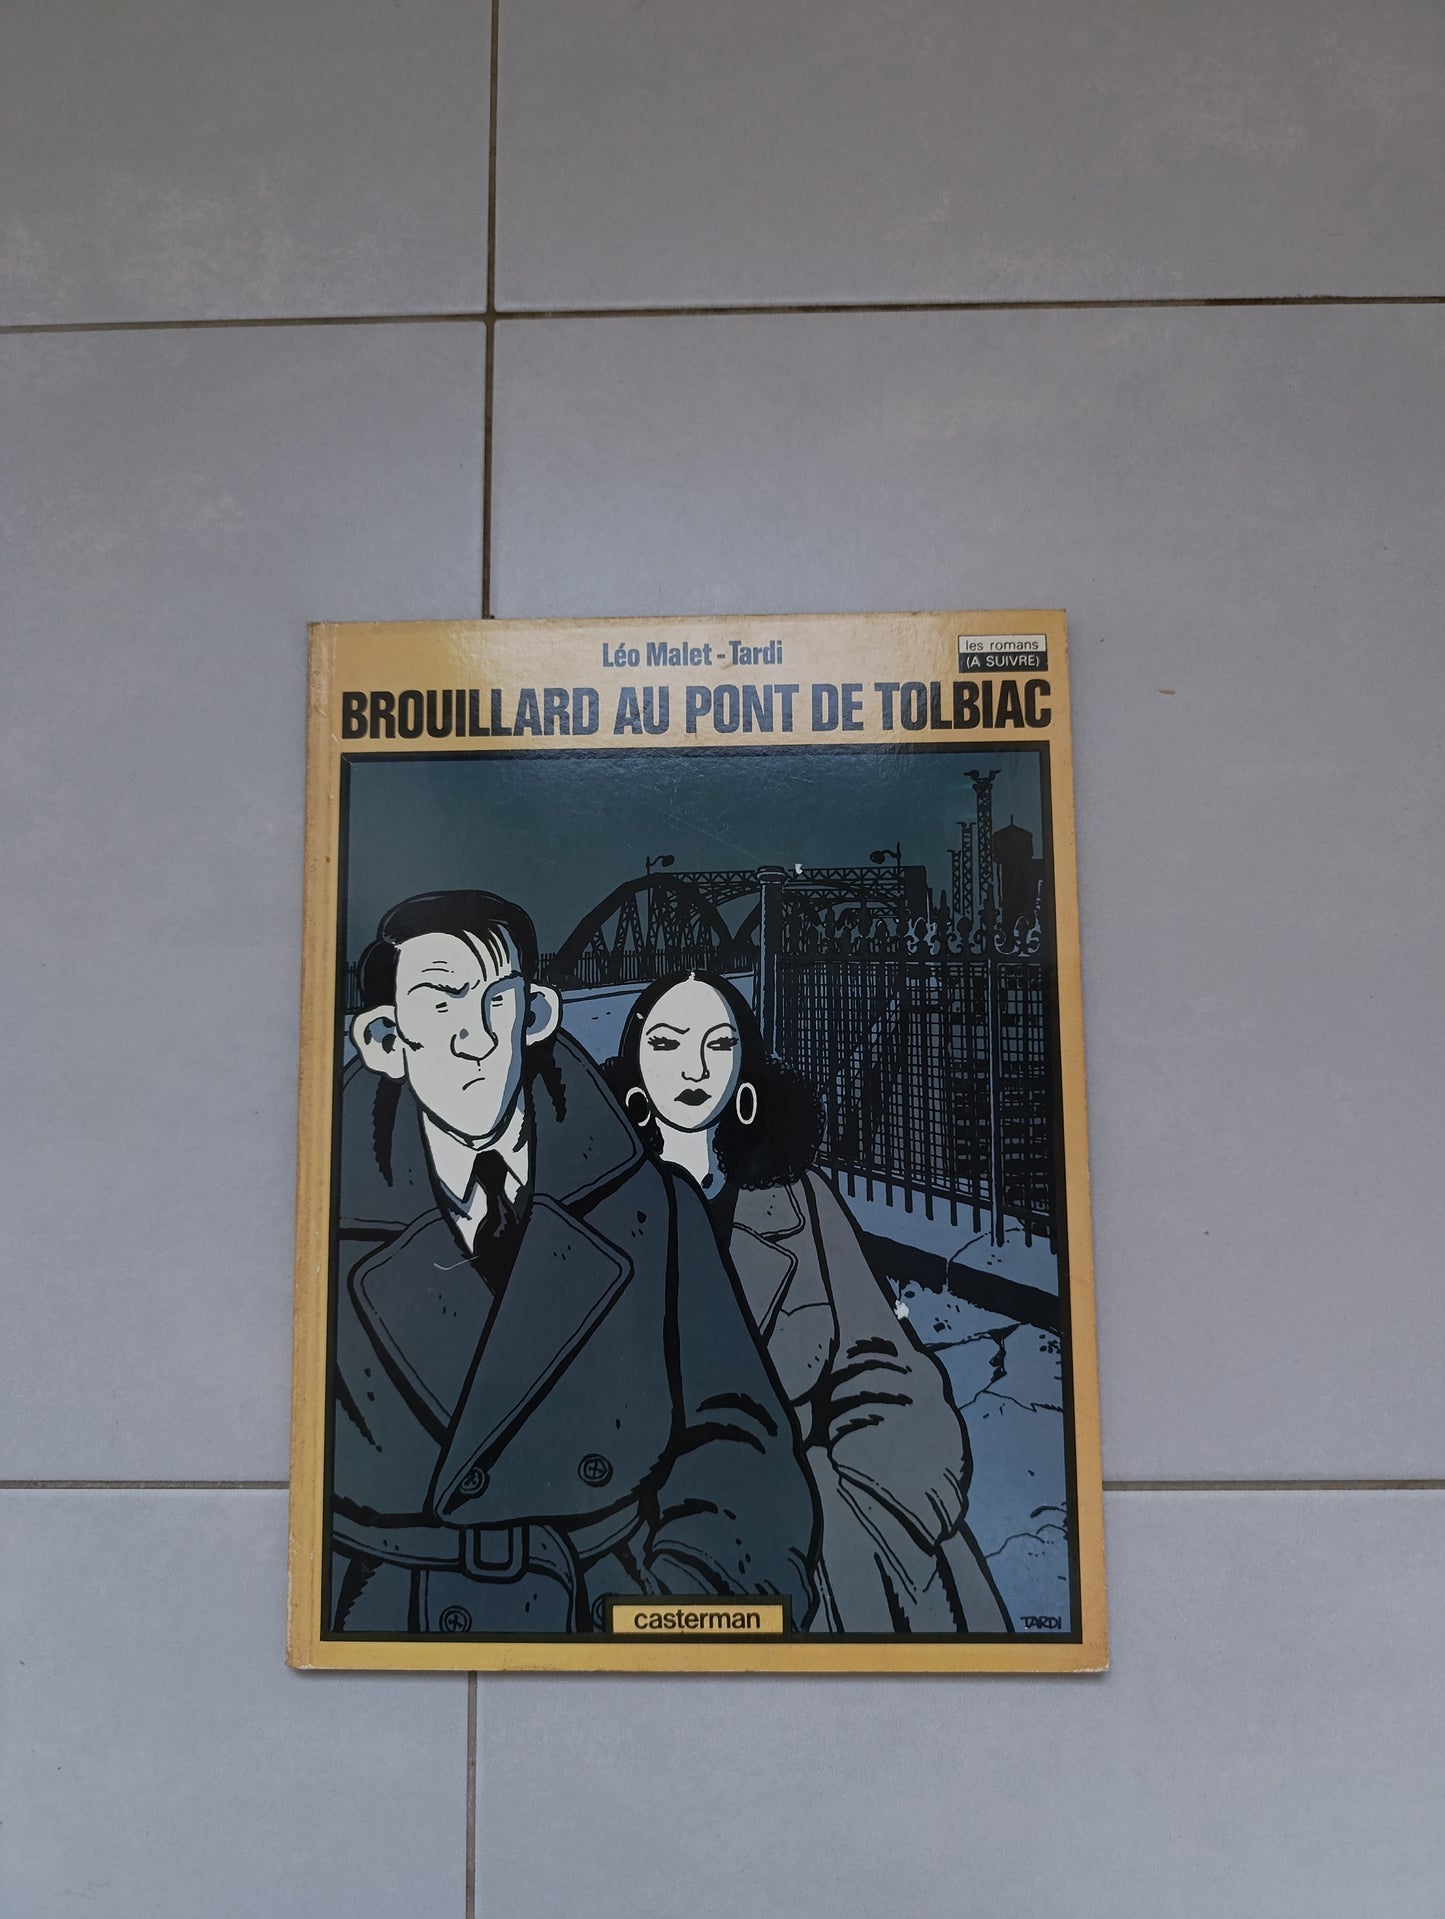 Léo Malet - Tardi
les romans
(A SUIVRE)
BROUILLARD AU PONT DE TOLBIAC
casterman
TARDI